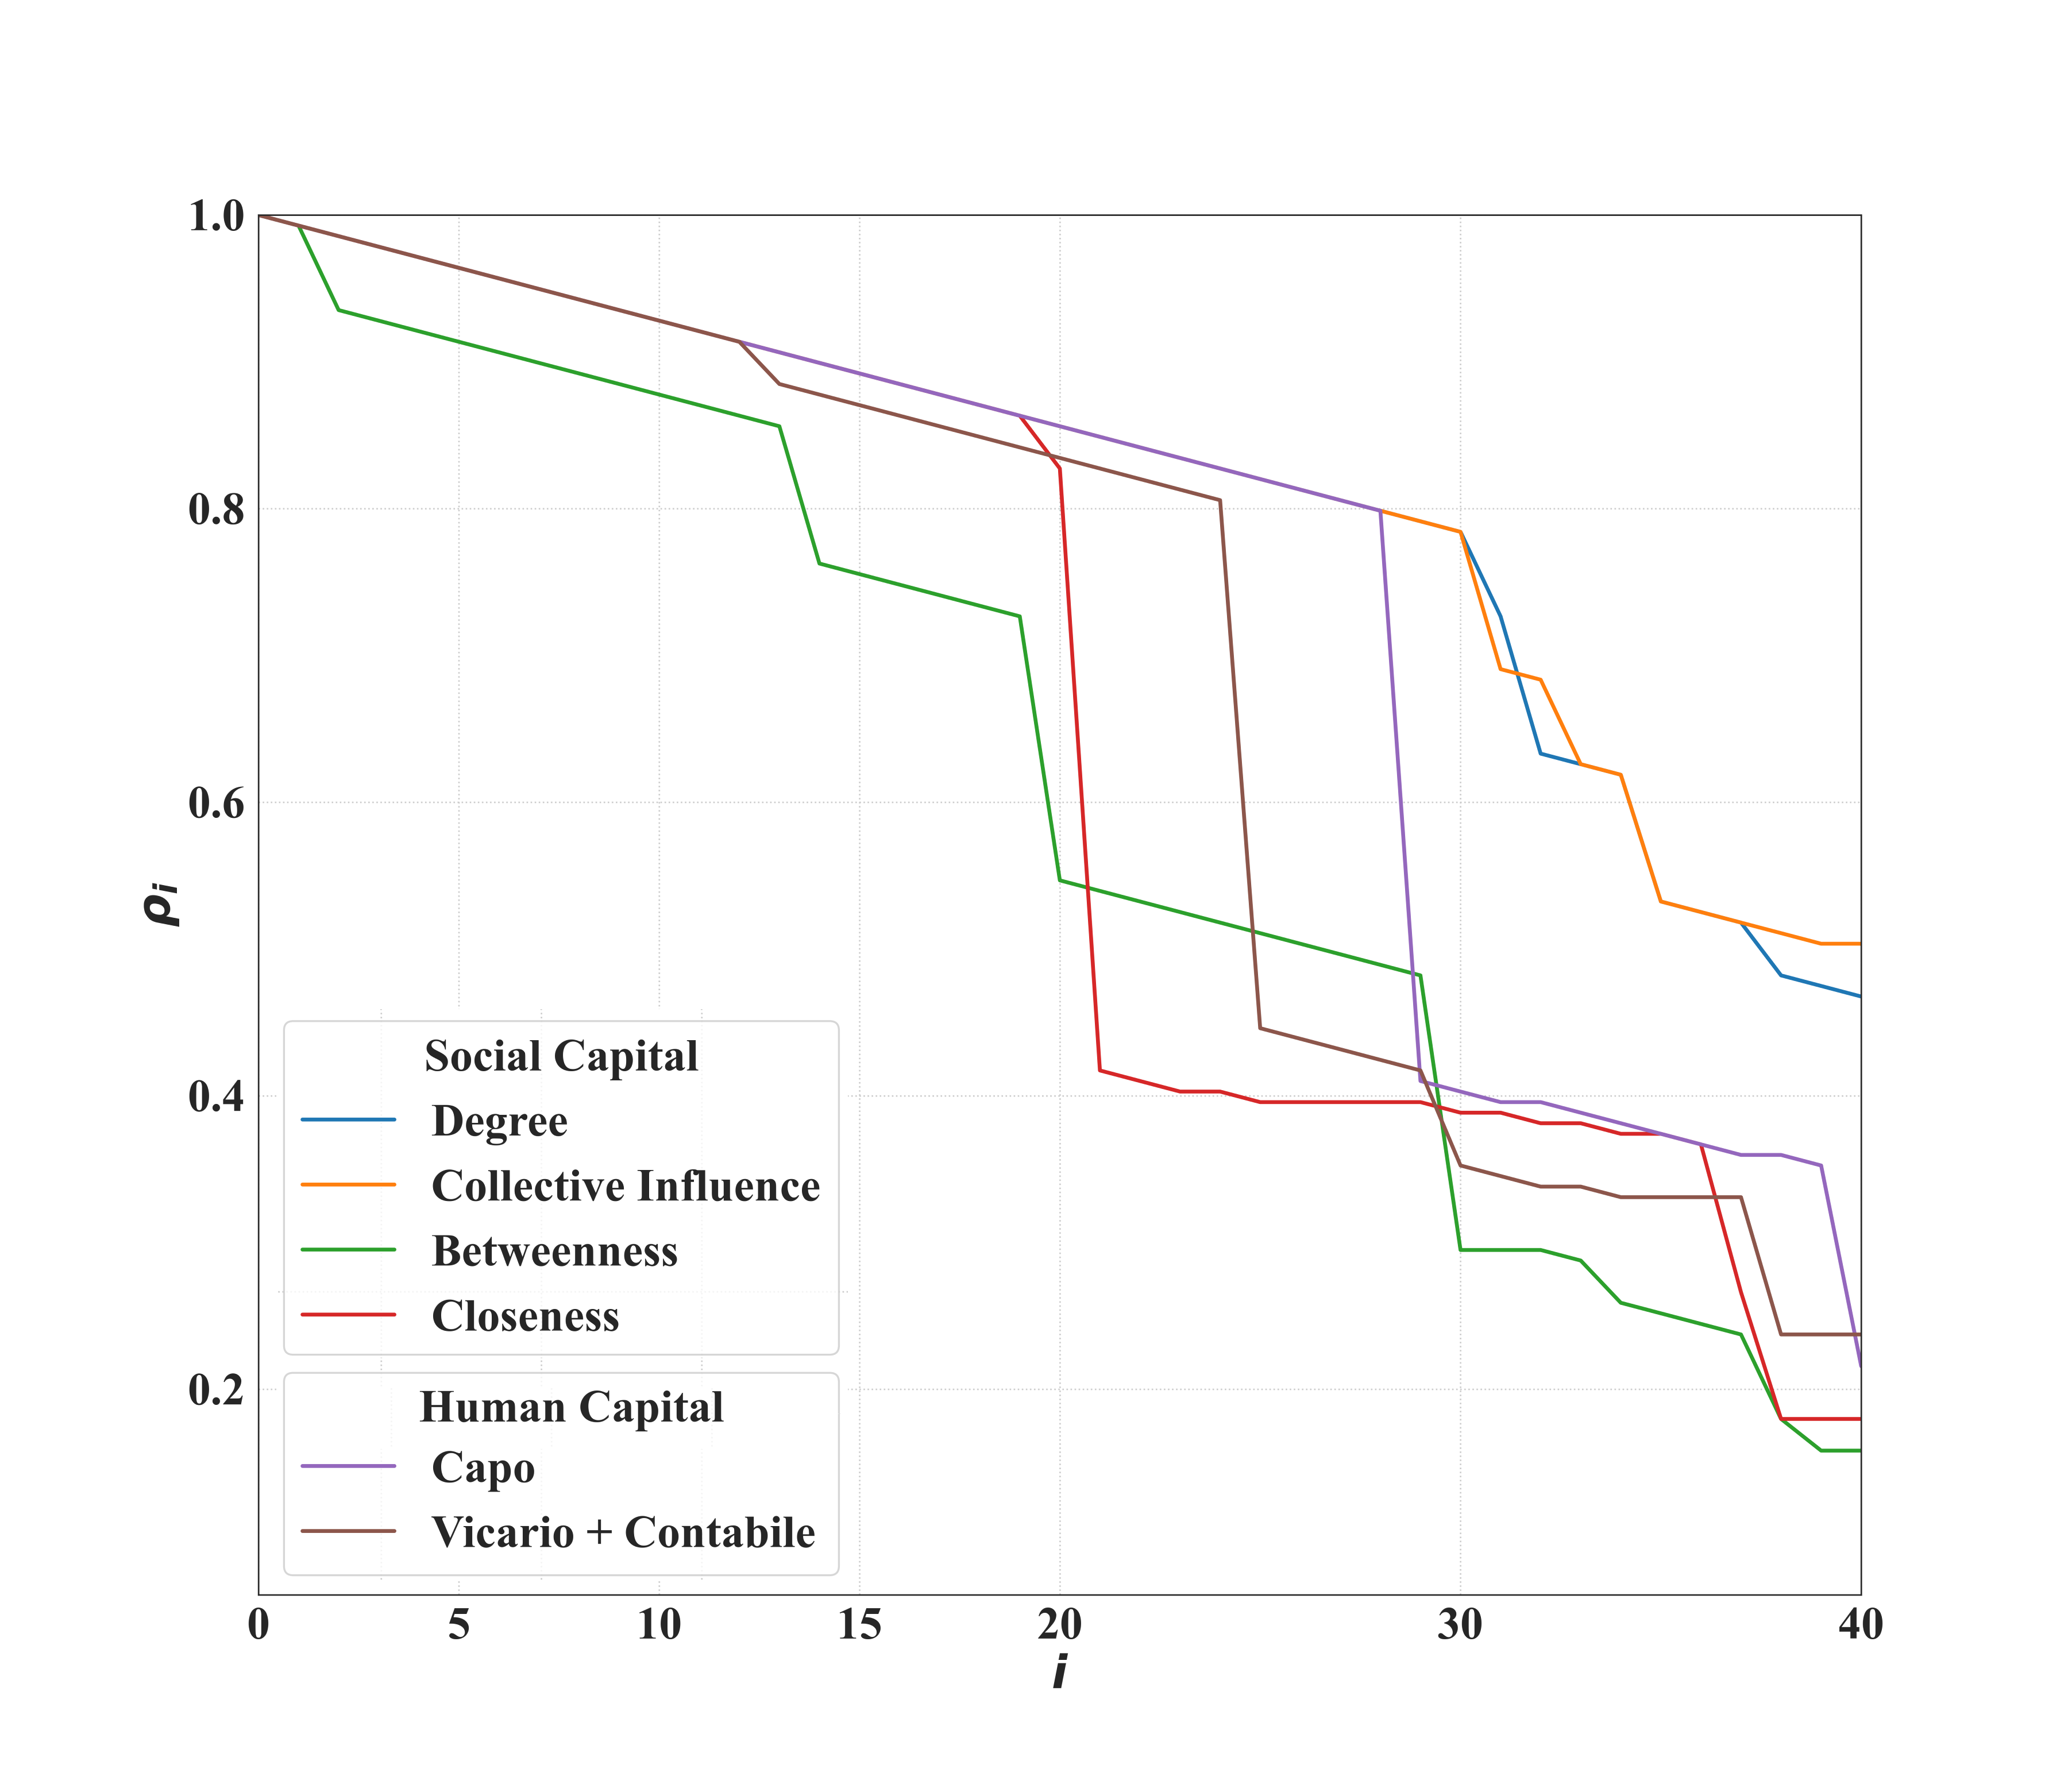 1.0
0.8
0.6
0.4
0.2
ρi
Social Capital
Degree
Collective Influence
Betweenness
Closeness
Human Capital
Capo
Vicario + Contabile
0 5 10 15 20 30 40
i